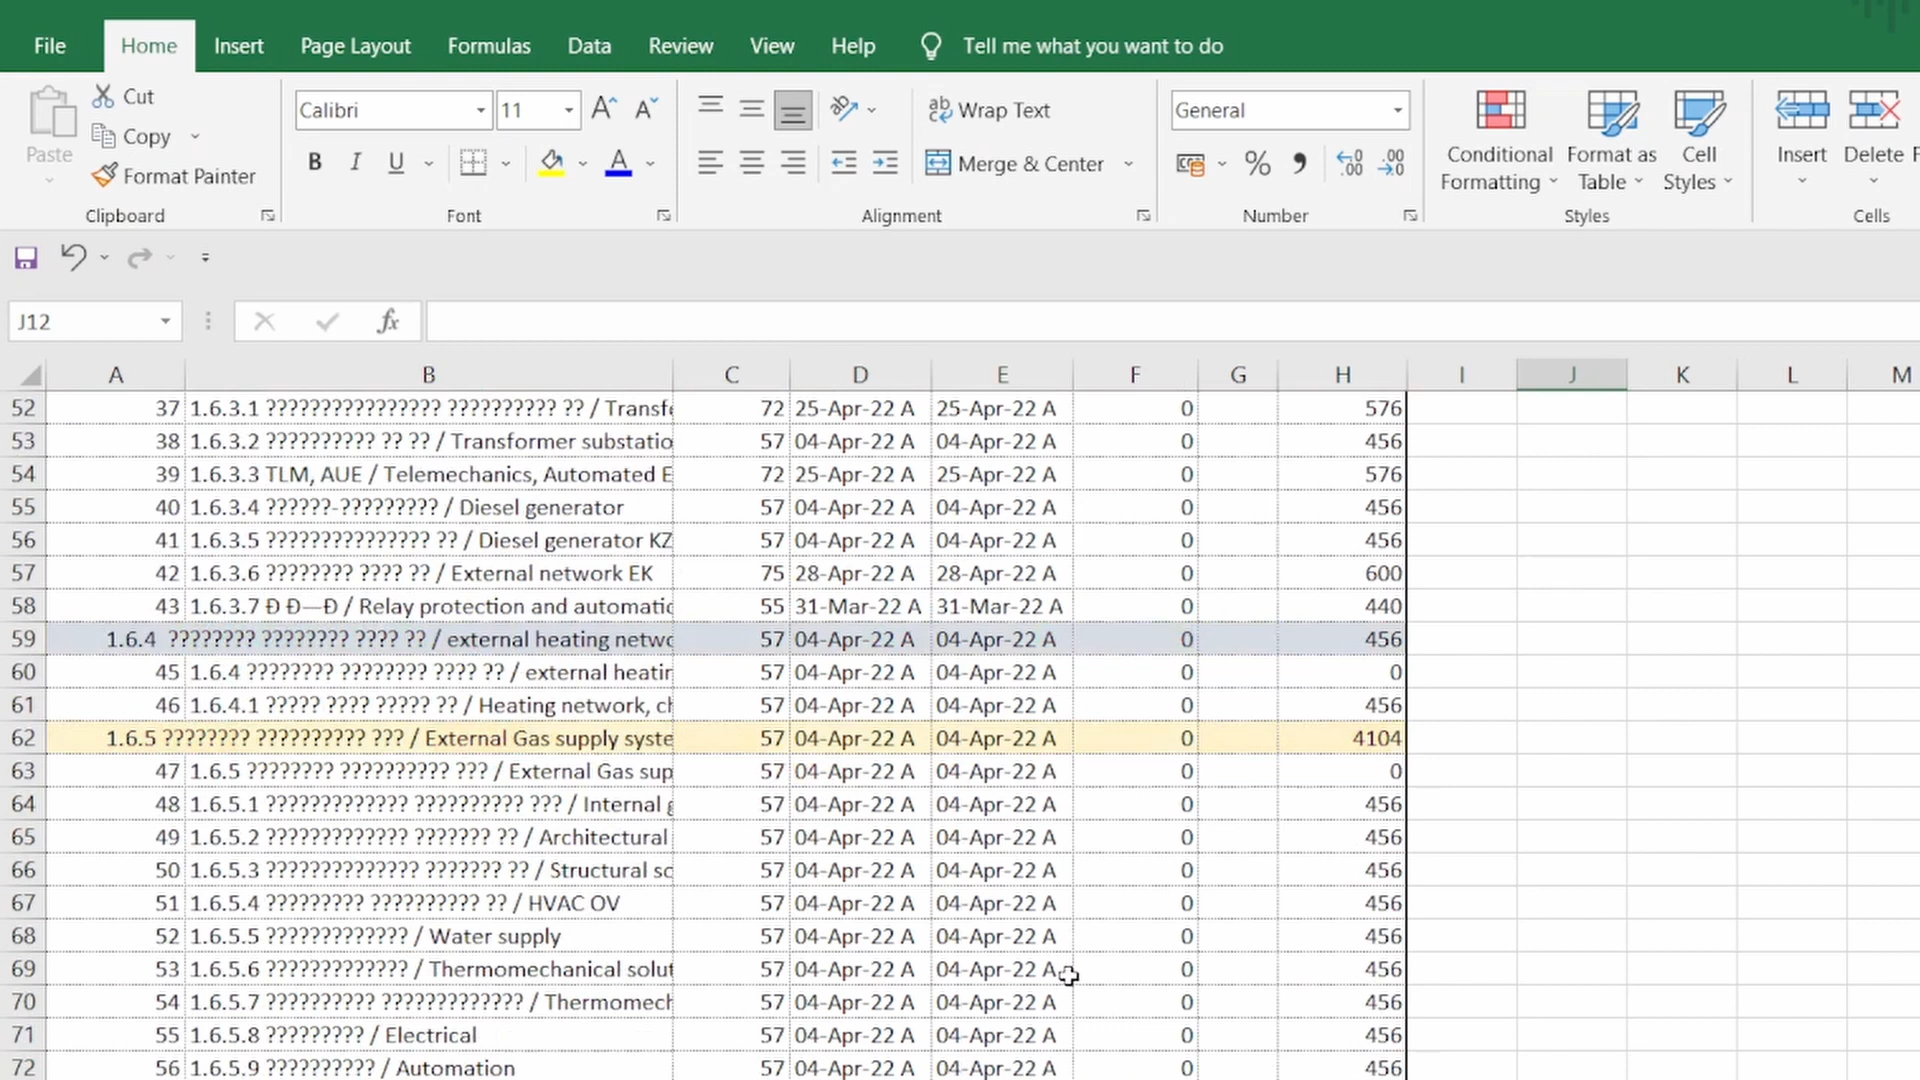 File Home Insert Page Layout Formulas Data Review View Help Tell me what you want to do
Paste Cut Copy Format Painter Clipboard
Calibri 11 A A B I U A Font
ab Wrap Text Merge & Center Alignment
General % .00 .00 Number
Conditional Formatting Format as Table Cell Styles Styles
Insert Delete F Cells
J12 fx
A B C D E F G H I J K L M
52 37 1.6.3.1 ???????????????? ?????????? ?? / Transfe 72 25-Apr-22 A 25-Apr-22 A 0 576
53 38 1.6.3.2 ?????????? ?? ?? / Transformer substatio 57 04-Apr-22 A 04-Apr-22 A 0 456
54 39 1.6.3.3 TLM, AUE / Telemechanics, Automated E 72 25-Apr-22 A 25-Apr-22 A 0 576
55 40 1.6.3.4 ??????-????????? / Diesel generator 57 04-Apr-22 A 04-Apr-22 A 0 456
56 41 1.6.3.5 ??????????????? ?? / Diesel generator KZ 57 04-Apr-22 A 04-Apr-22 A 0 456
57 42 1.6.3.6 ???????? ???? ?? / External network EK 75 28-Apr-22 A 28-Apr-22 A 0 600
58 43 1.6.3.7 Ð Ð—Ð / Relay protection and automatic 55 31-Mar-22 A 31-Mar-22 A 0 440
59 1.6.4 ???????? ???????? ???? ?? / external heating netwo 57 04-Apr-22 A 04-Apr-22 A 0 456
60 45 1.6.4 ???????? ???????? ???? ?? / external heatin 57 04-Apr-22 A 04-Apr-22 A 0 0
61 46 1.6.4.1 ????? ???? ????? ?? / Heating network, ch 57 04-Apr-22 A 04-Apr-22 A 0 456
62 1.6.5 ???????? ?????????? ??? / External Gas supply syste 57 04-Apr-22 A 04-Apr-22 A 0 4104
63 47 1.6.5 ???????? ?????????? ??? / External Gas sup 57 04-Apr-22 A 04-Apr-22 A 0 0
64 48 1.6.5.1 ????????????? ?????????? ??? / Internal g 57 04-Apr-22 A 04-Apr-22 A 0 456
65 49 1.6.5.2 ????????????? ??????? ?? / Architectural 57 04-Apr-22 A 04-Apr-22 A 0 456
66 50 1.6.5.3 ?????????????? ??????? ?? / Structural so 57 04-Apr-22 A 04-Apr-22 A 0 456
67 51 1.6.5.4 ????????? ?????????? ?? / HVAC OV 57 04-Apr-22 A 04-Apr-22 A 0 456
68 52 1.6.5.5 ????????????? / Water supply 57 04-Apr-22 A 04-Apr-22 A 0 456
69 53 1.6.5.6 ????????????? / Thermomechanical solut 57 04-Apr-22 A 04-Apr-22 A 0 456
70 54 1.6.5.7 ?????????? ????????????? / Thermomech 57 04-Apr-22 A 04-Apr-22 A 0 456
71 55 1.6.5.8 ????????? / Electrical 57 04-Apr-22 A 04-Apr-22 A 0 456
72 56 1.6.5.9 ?????????? / Automation 57 04-Apr-22 A 04-Apr-22 A 0 456